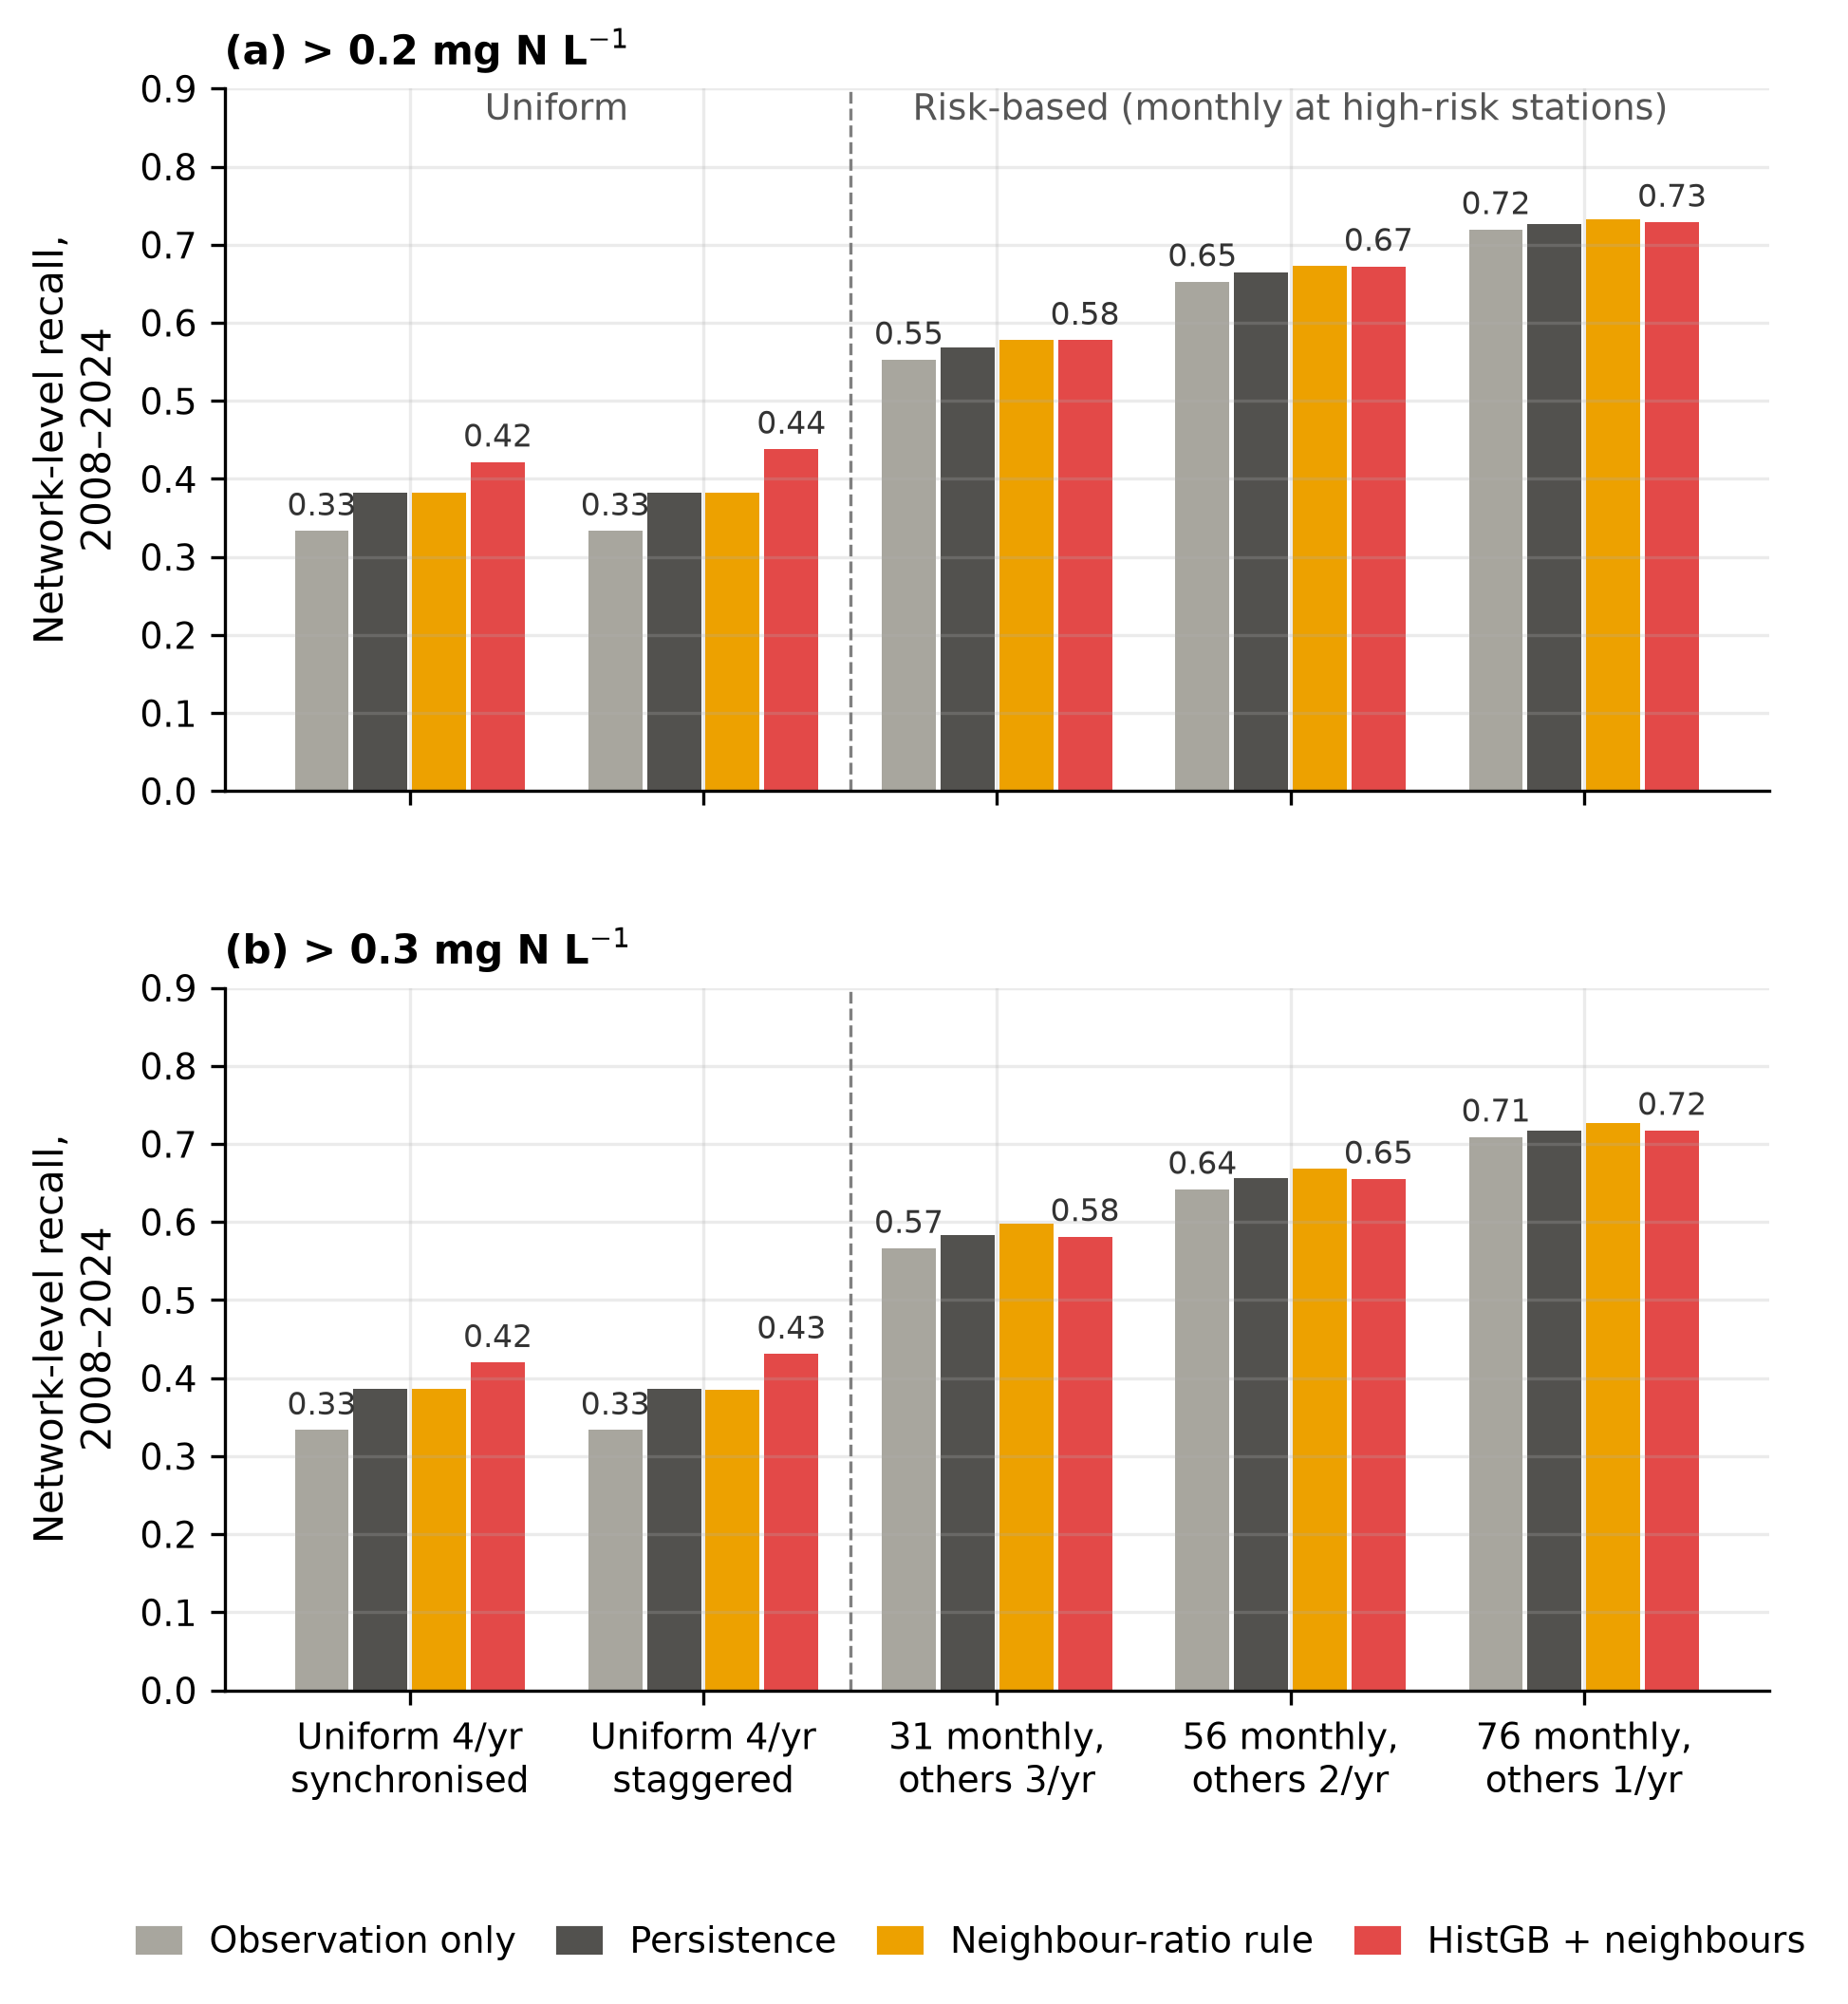 (a) > 0.2 mg N L⁻¹
Uniform
Risk-based (monthly at high-risk stations)
Network-level recall,
2008–2024
0.9
0.8
0.7
0.6
0.5
0.4
0.3
0.2
0.1
0.0
0.33
0.42
0.33
0.44
0.55
0.58
0.65
0.67
0.72
0.73
(b) > 0.3 mg N L⁻¹
Network-level recall,
2008–2024
0.9
0.8
0.7
0.6
0.5
0.4
0.3
0.2
0.1
0.0
0.33
0.42
0.33
0.43
0.57
0.58
0.64
0.65
0.71
0.72
Uniform 4/yr
synchronised
Uniform 4/yr
staggered
31 monthly,
others 3/yr
56 monthly,
others 2/yr
76 monthly,
others 1/yr
Observation only
Persistence
Neighbour-ratio rule
HistGB + neighbours